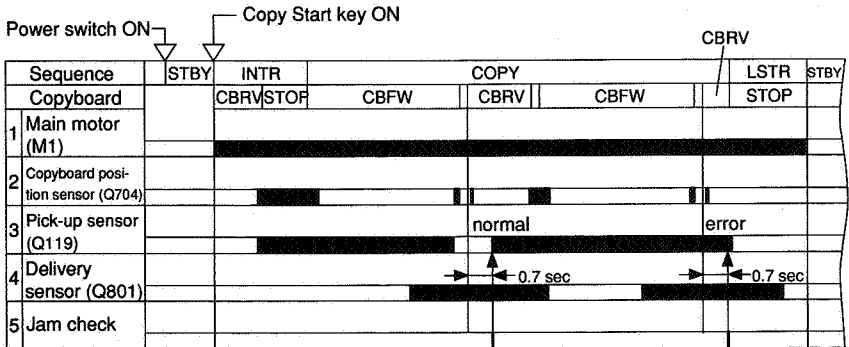 Copy Start key ON
Power switch ON
CBRV
Sequence STBY INTR COPY LSTR STBY
Copyboard CBRV STOP CBFW CBRV CBFW STOP
1 Main motor
(M1)
2 Copyboard posi-
tion sensor (Q704)
3 Pick-up sensor normal error
(Q119)
4 Delivery 0.7 sec 0.7 sec
sensor (Q801)
5 Jam check